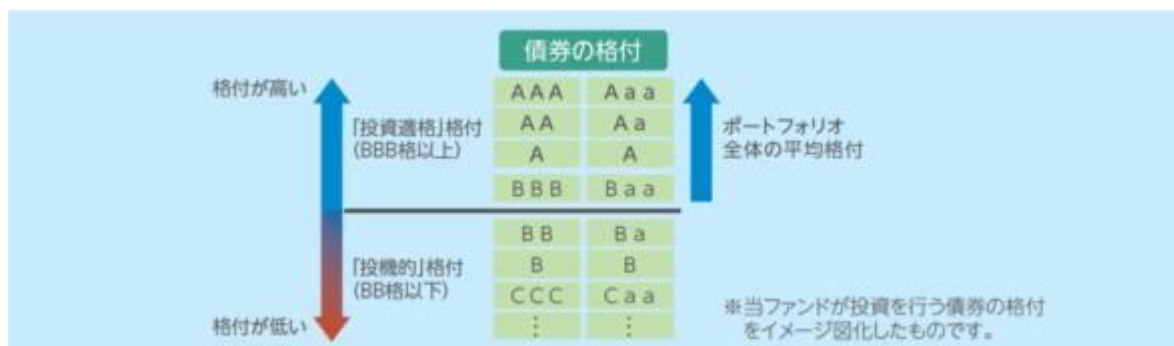 債券の格付
格付が高い
「投資適格」格付
(BBB格以上)
AAA Aaa
AA Aa
A A
BBB Baa
ポートフォリオ
全体の平均格付
「投機的」格付
(BB格以下)
BB Ba
B B
CCC Caa
⋮ ⋮
格付が低い
※当ファンドが投資を行う債券の格付
をイメージ図化したものです。